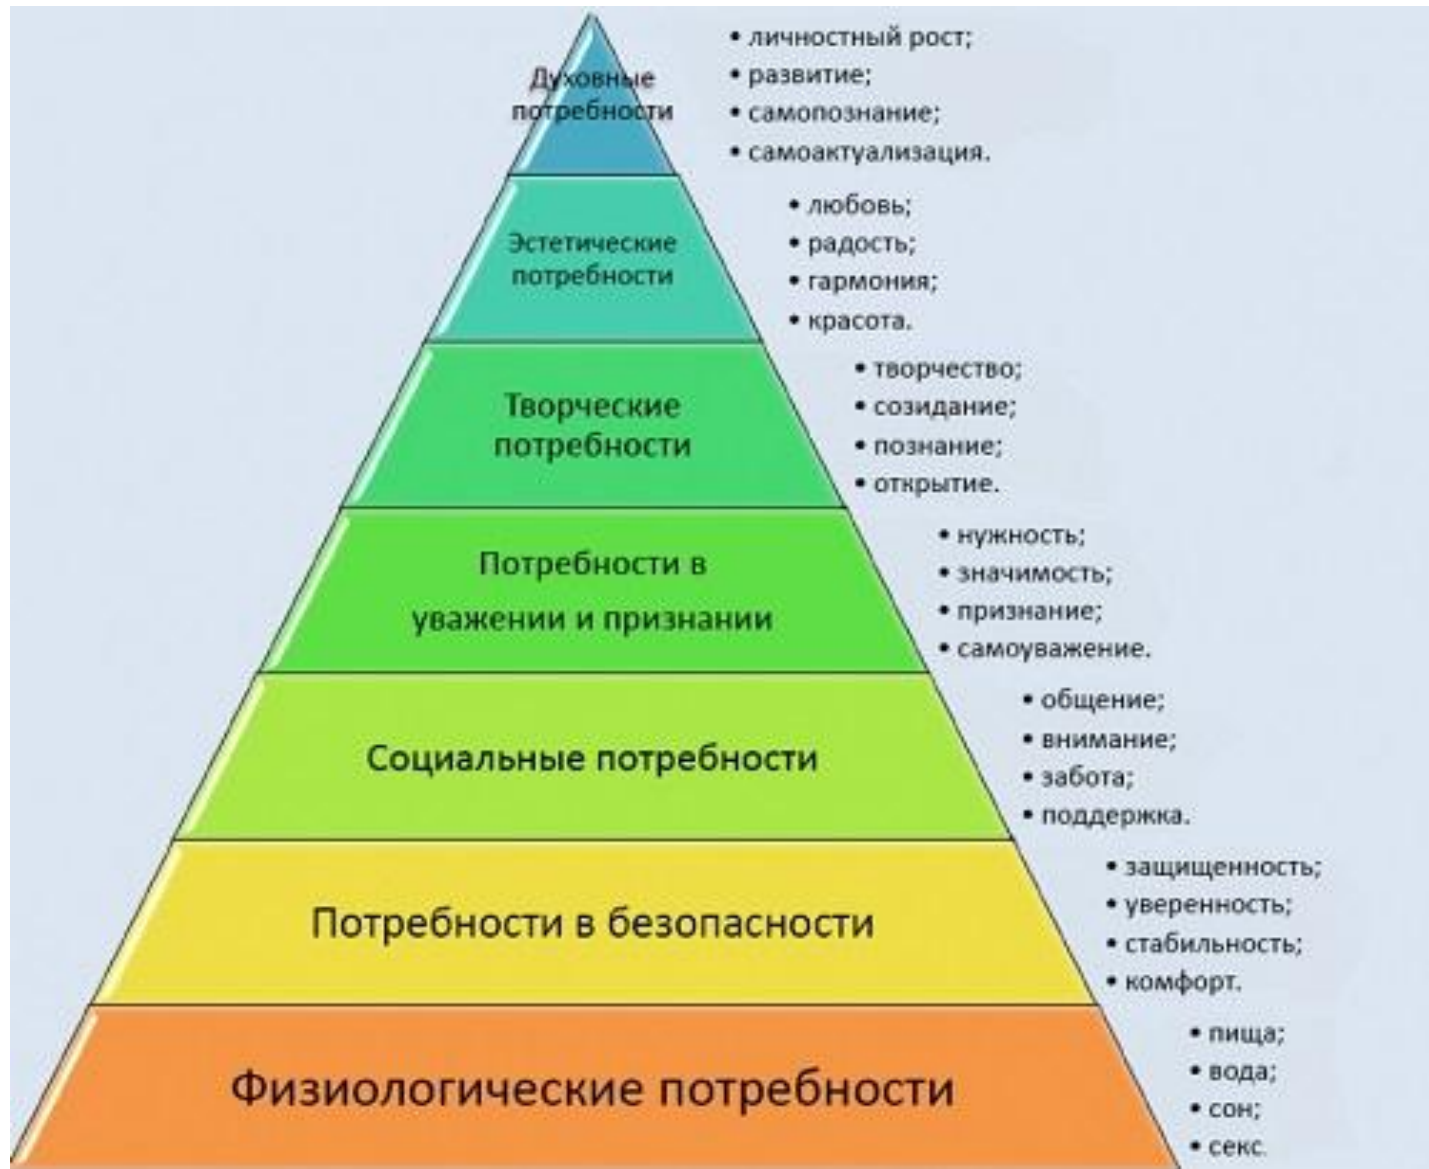 Духовные
потребности
• личностный рост;
• развитие;
• самопознание;
• самоактуализация.
Эстетические
потребности
• любовь;
• радость;
• гармония;
• красота.
Творческие
потребности
• творчество;
• созидание;
• познание;
• открытие.
Потребности в
уважении и признании
• нужность;
• значимость;
• признание;
• самоуважение.
Социальные потребности
• общение;
• внимание;
• забота;
• поддержка.
Потребности в безопасности
• защищенность;
• уверенность;
• стабильность;
• комфорт.
Физиологические потребности
• пища;
• вода;
• сон;
• секс.